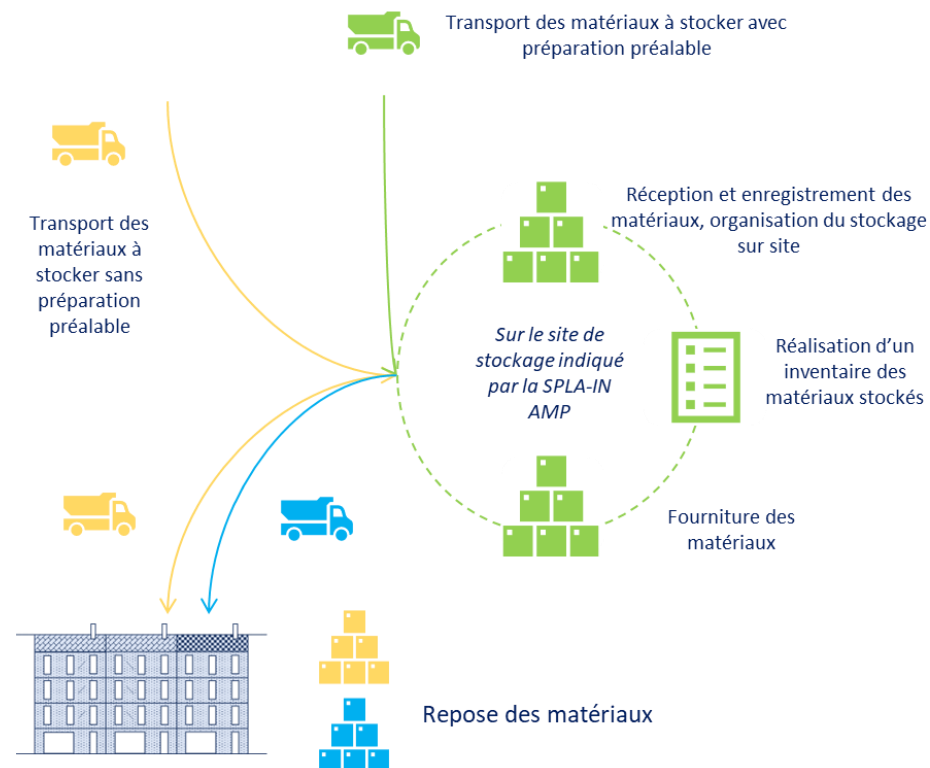 Transport des matériaux à stocker avec
préparation préalable
Transport des
matériaux à
stocker sans
préparation
préalable
Réception et enregistrement des
matériaux, organisation du stockage
sur site
Sur le site de
stockage indiqué
par la SPLA-IN
AMP
Réalisation d’un
inventaire des
matériaux stockés
Fourniture des
matériaux
Repose des matériaux